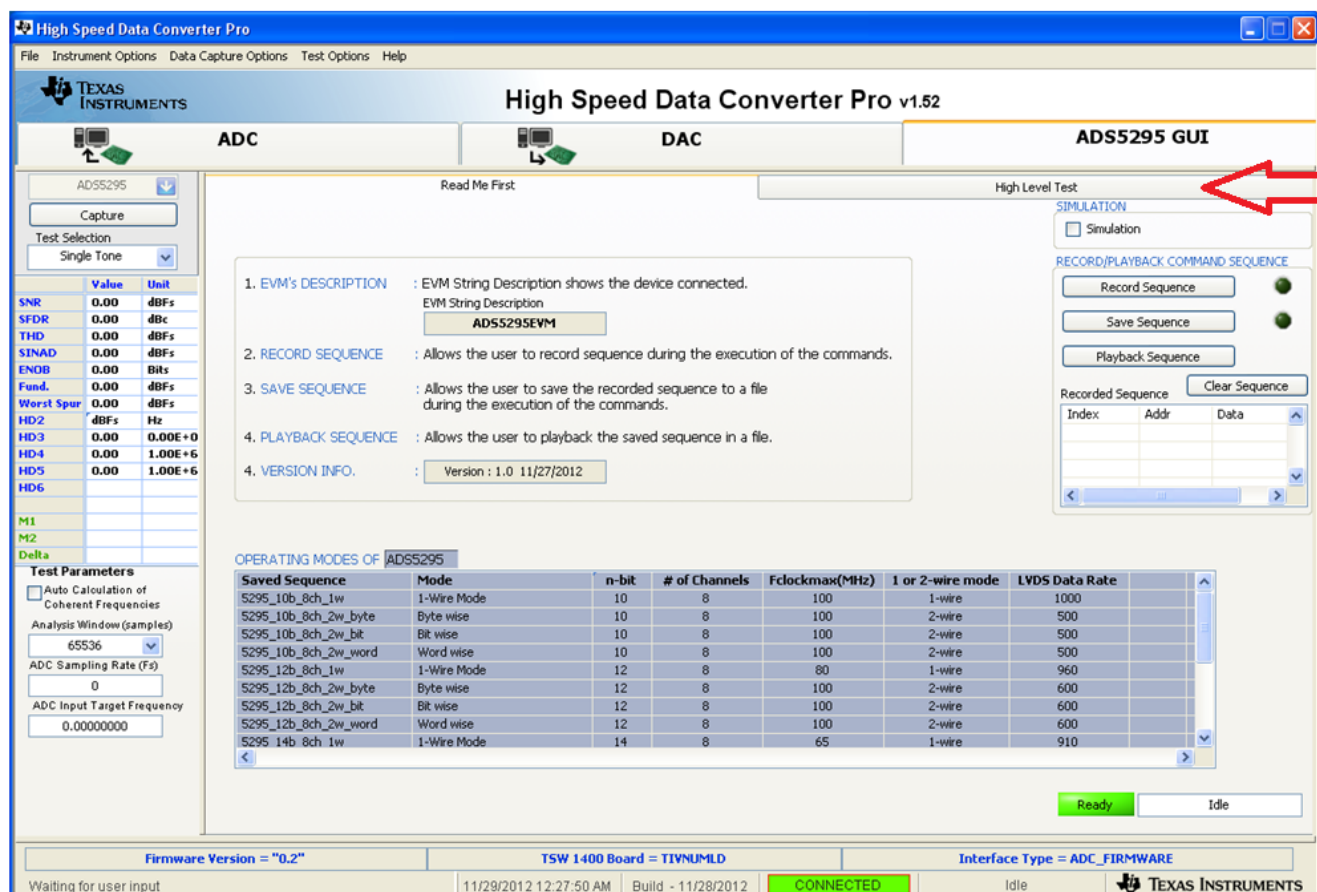 High Speed Data Converter Pro
File Instrument Options Data Capture Options Test Options Help
TEXAS INSTRUMENTS
High Speed Data Converter Pro v1.52
ADC
DAC
ADS5295 GUI
ADS5295
Capture
Test Selection
Single Tone
Value Unit
SNR 0.00 dBFs
SFDR 0.00 dBc
THD 0.00 dBFs
SINAD 0.00 dBFs
ENOB 0.00 Bits
Fund. 0.00 dBFs
Worst Spur 0.00 dBFs
HD2 dBFs Hz
HD3 0.00 0.00E+0
HD4 0.00 1.00E+6
HD5 0.00 1.00E+6
HD6
M1
M2
Delta
Test Parameters
Auto Calculation of
Coherent Frequencies
Analysis Window (samples)
65536
ADC Sampling Rate (Fs)
0
ADC Input Target Frequency
0.00000000
Read Me First
High Level Test
1. EVM's DESCRIPTION : EVM String Description shows the device connected.
EVM String Description
ADS5295EVM
2. RECORD SEQUENCE : Allows the user to record sequence during the execution of the commands.
3. SAVE SEQUENCE : Allows the user to save the recorded sequence to a file
during the execution of the commands.
4. PLAYBACK SEQUENCE : Allows the user to playback the saved sequence in a file.
4. VERSION INFO. : Version : 1.0 11/27/2012
SIMULATION
Simulation
RECORD/PLAYBACK COMMAND SEQUENCE
Record Sequence
Save Sequence
Playback Sequence
Recorded Sequence
Clear Sequence
Index Addr Data
OPERATING MODES OF ADS5295
Saved Sequence Mode n-bit # of Channels Fclockmax(MHz) 1 or 2-wire mode LVDS Data Rate
5295_10b_8ch_1w 1-Wire Mode 10 8 100 1-wire 1000
5295_10b_8ch_2w_byte Byte wise 10 8 100 2-wire 500
5295_10b_8ch_2w_bit Bit wise 10 8 100 2-wire 500
5295_10b_8ch_2w_word Word wise 10 8 100 2-wire 500
5295_12b_8ch_1w 1-Wire Mode 12 8 80 1-wire 960
5295_12b_8ch_2w_byte Byte wise 12 8 100 2-wire 600
5295_12b_8ch_2w_bit Bit wise 12 8 100 2-wire 600
5295_12b_8ch_2w_word Word wise 12 8 100 2-wire 600
5295_14b_8ch_1w 1-Wire Mode 14 8 65 1-wire 910
Ready
Idle
Firmware Version = "0.2"
TSW 1400 Board = TIVNUMLD
Interface Type = ADC_FIRMWARE
Waiting for user input
11/29/2012 12:27:50 AM
Build - 11/28/2012
CONNECTED
Idle
TEXAS INSTRUMENTS